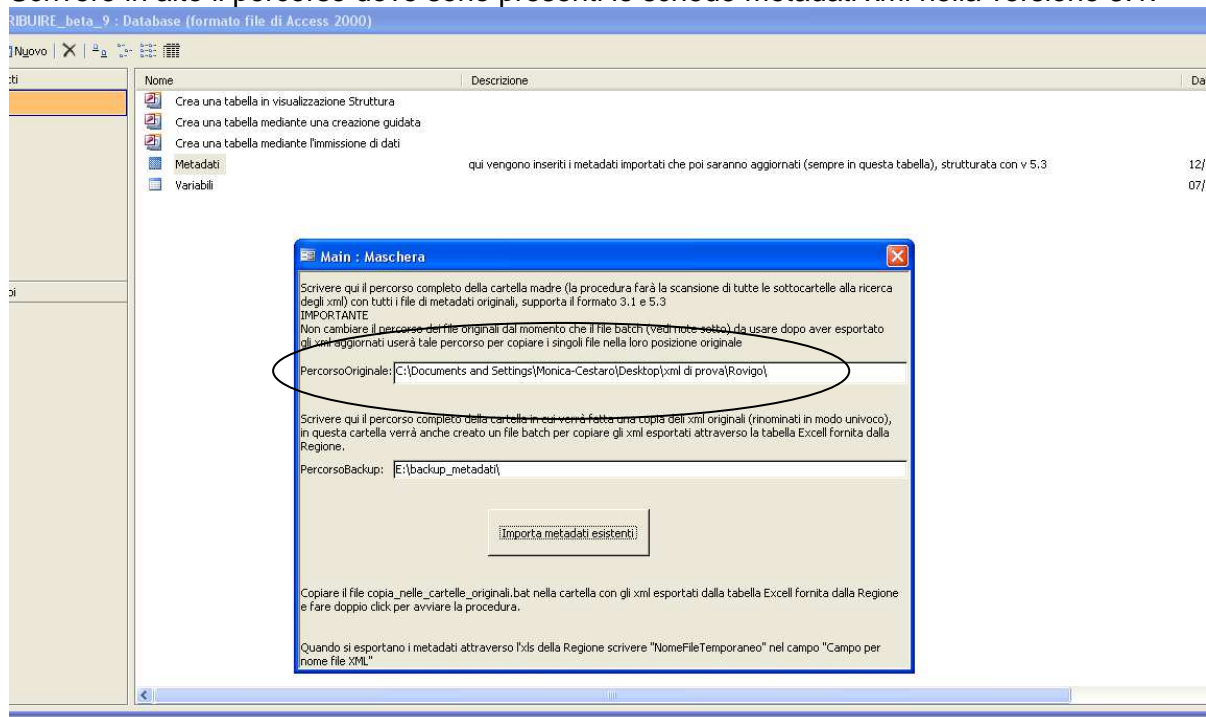 RIBUIRE_beta_9 : Database (formato file di Access 2000)
Nuovo
tti
Nome Descrizione Da
Crea una tabella in visualizzazione Struttura
Crea una tabella mediante una creazione guidata
Crea una tabella mediante l'immissione di dati
Metadati qui vengono inseriti i metadati importati che poi saranno aggiornati (sempre in questa tabella), strutturata con v 5.3 12/
Variabili 07/
pi
Main : Maschera
Scrivere qui il percorso completo della cartella madre (la procedura farà la scansione di tutte le sottocartelle alla ricerca
degli xml) con tutti i file di metadati originali, supporta il formato 3.1 e 5.3
IMPORTANTE
Non cambiare il percorso dei file originali dal momento che il file batch (vedi note sotto) da usare dopo aver esportato
gli xml aggiornati userà tale percorso per copiare i singoli file nella loro posizione originale
PercorsoOriginale: C:\Documents and Settings\Monica-Cestaro\Desktop\xml di prova\Rovigo\
Scrivere qui il percorso completo della cartella in cui verrà fatta una copia deli xml originali (rinominati in modo univoco),
in questa cartella verrà anche creato un file batch per copiare gli xml esportati attraverso la tabella Excell fornita dalla
Regione.
PercorsoBackup: E:\backup_metadati\
Importa metadati esistenti
Copiare il file copia_nelle_cartelle_originali.bat nella cartella con gli xml esportati dalla tabella Excell fornita dalla Regione
e fare doppio click per avviare la procedura.
Quando si esportano i metadati attraverso l'xls della Regione scrivere "NomeFileTemporaneo" nel campo "Campo per
nome file XML"